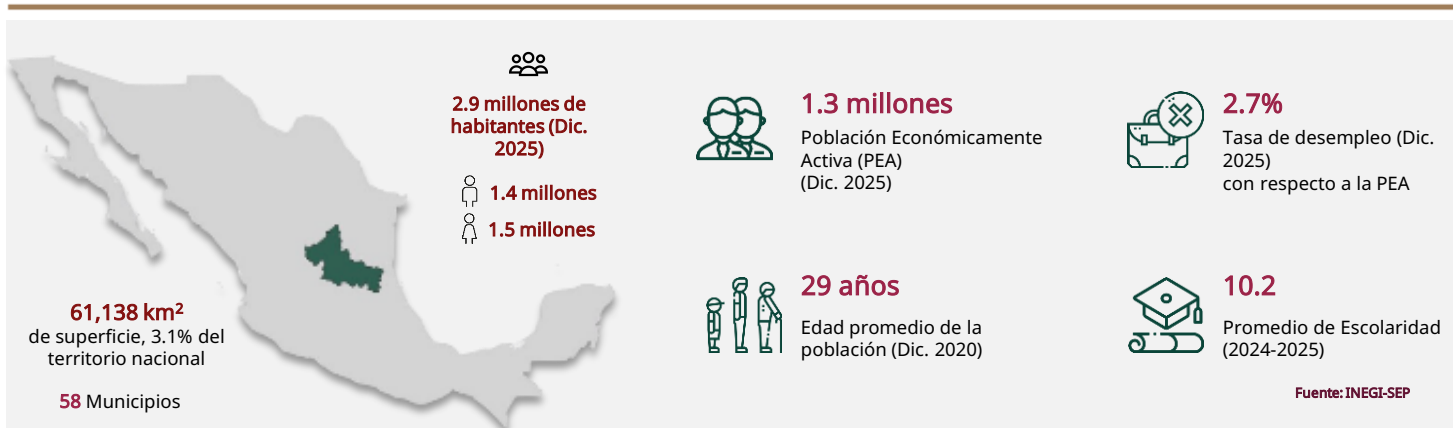 2.9 millones de
habitantes (Dic.
2025)
1.4 millones
1.5 millones
61,138 km²
de superficie, 3.1% del
territorio nacional
58 Municipios
1.3 millones
Población Económicamente
Activa (PEA)
(Dic. 2025)
2.7%
Tasa de desempleo (Dic.
2025)
con respecto a la PEA
29 años
Edad promedio de la
población (Dic. 2020)
10.2
Promedio de Escolaridad
(2024-2025)
Fuente: INEGI-SEP